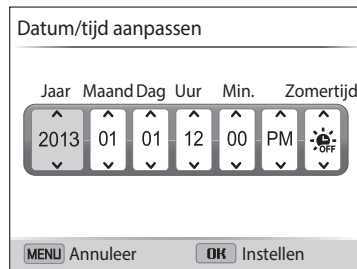 Datum/tijd aanpassen
Jaar Maand Dag Uur Min. Zomertijd
2013 01 01 12 00 PM OFF
MENU Annuleer OK Instellen